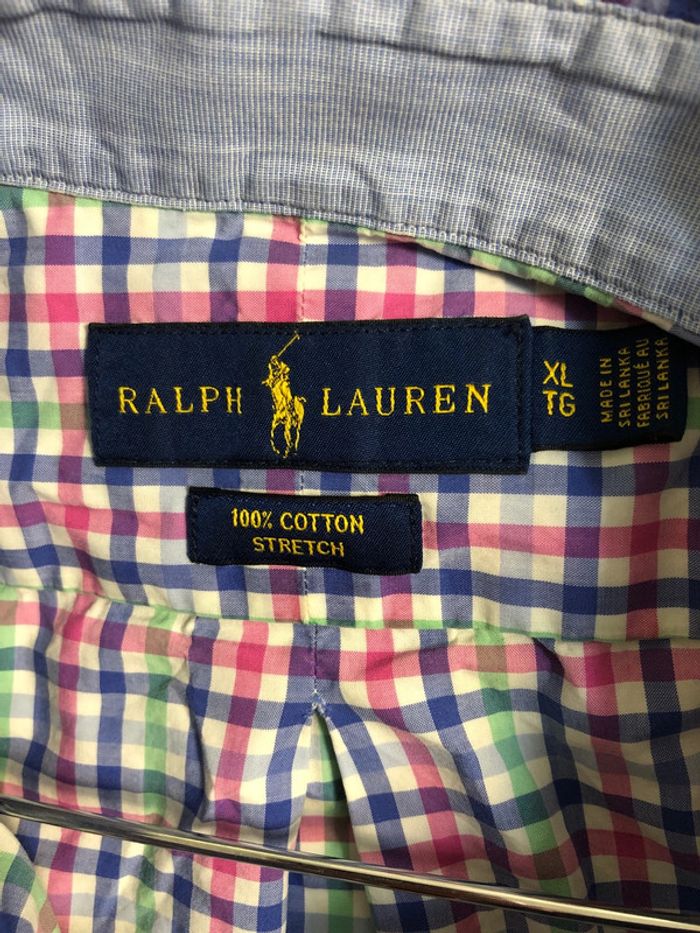 RALPH LAUREN
XL
TG
MADE IN
SRI LANKA
FABRIQUÉ AU
SRI LANKA
100% COTTON
STRETCH